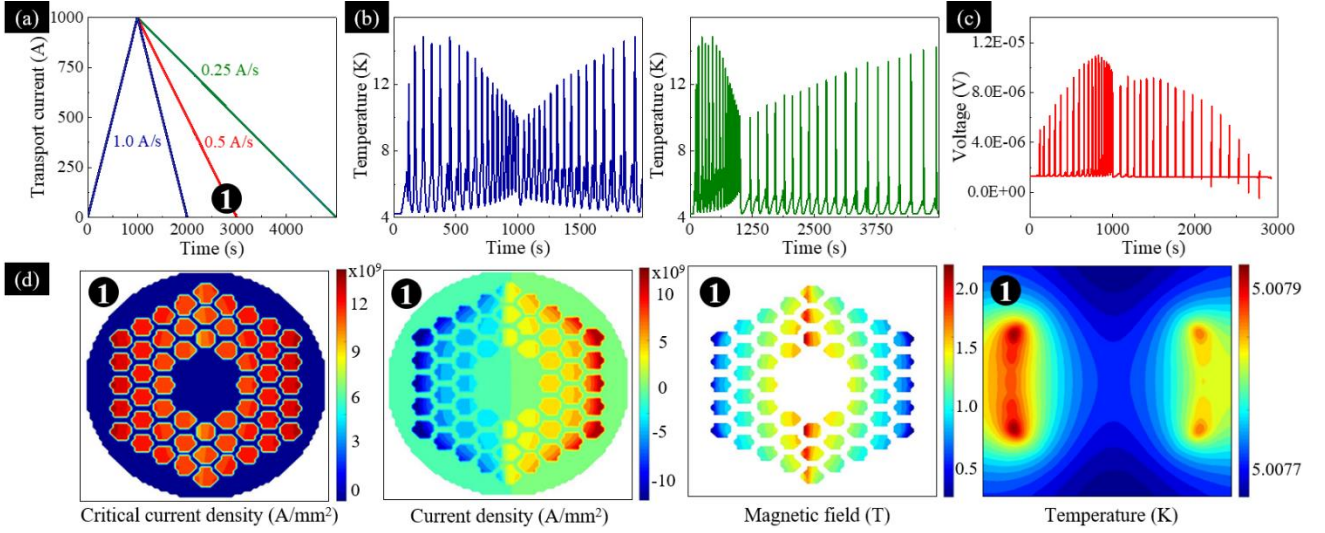 (a)
1000
750
500
250
0
Transport current (A)
0.25 A/s
0.5 A/s
1.0 A/s
1
0 1000 2000 3000 4000
Time (s)
(b)
12
8
4
Temperature (K)
0 500 1000 1500
Time (s)
12
8
4
Temperature (K)
0 1250 2500 3750
Time (s)
(c)
1.2E-05
8.0E-06
4.0E-06
0.0E+00
Voltage (V)
0 1000 2000 3000
Time (s)
(d)
1
x10⁹
12
9
6
3
0
Critical current density (A/mm²)
1
x10⁹
10
5
0
-5
-10
Current density (A/mm²)
1
2.0
1.5
1.0
0.5
Magnetic field (T)
1
5.0079
5.0077
Temperature (K)